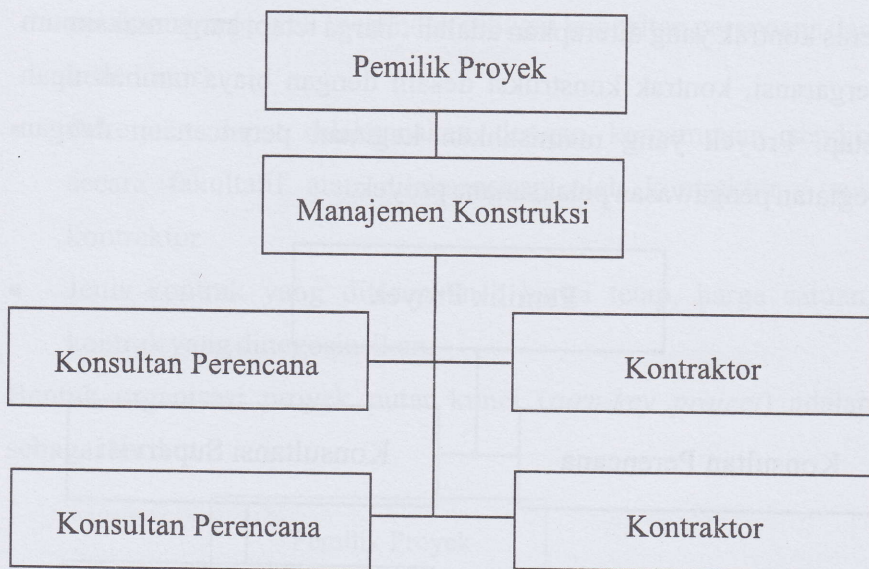 Pemilik Proyek
Manajemen Konstruksi
Konsultan Perencana
Kontraktor
Konsultan Perencana
Kontraktor